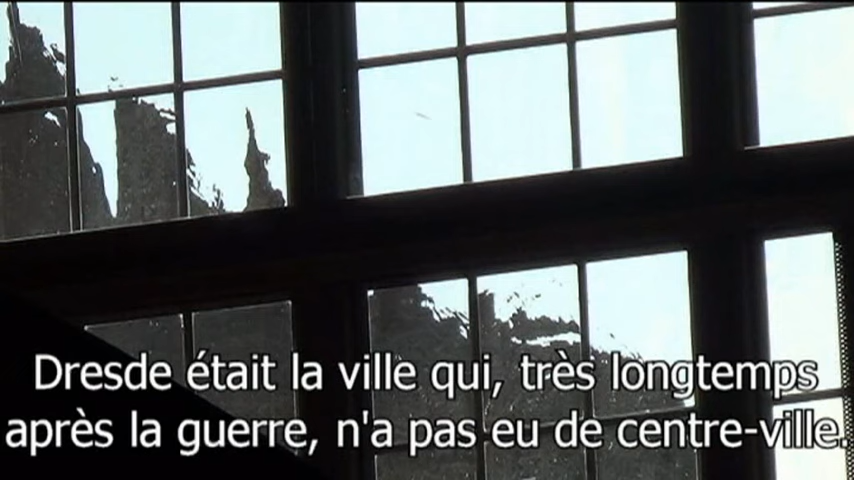 Dresde était la ville qui, très longtemps
après la guerre, n'a pas eu de centre-ville.